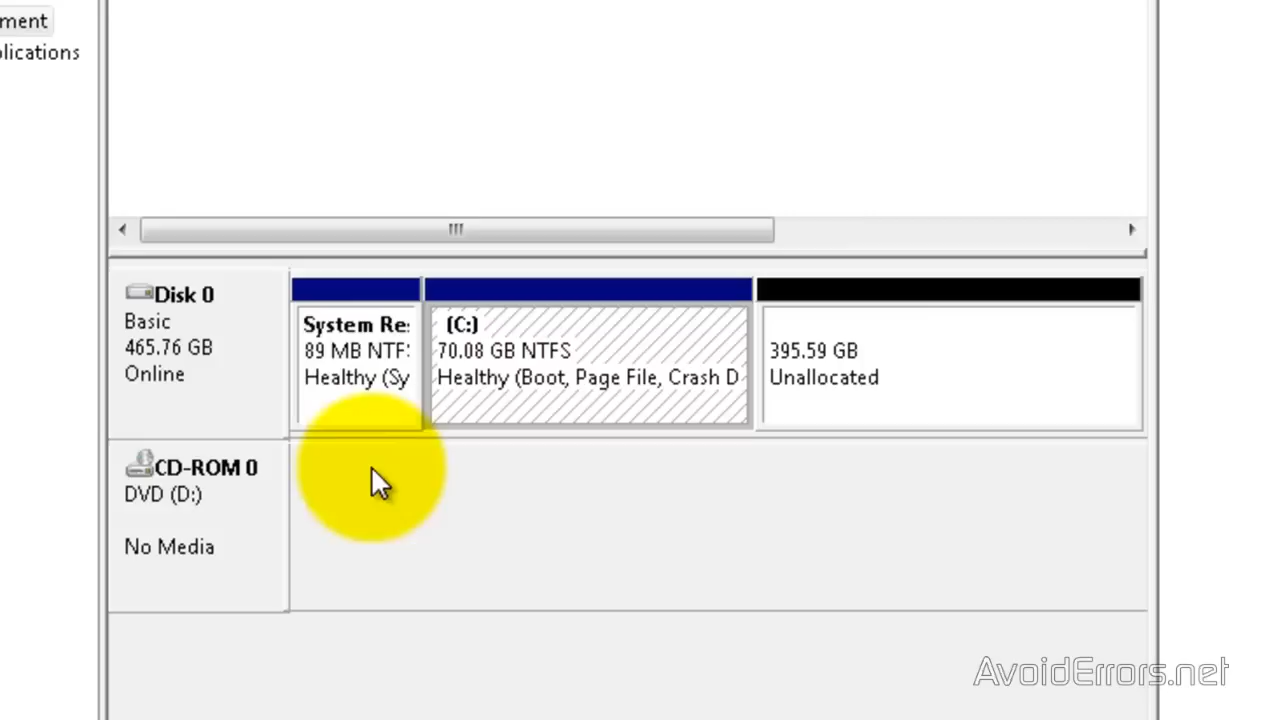 ment
plications
Disk 0
Basic
465.76 GB
Online
System Re:
89 MB NTF:
Healthy (Sy
(C:)
70.08 GB NTFS
Healthy (Boot, Page File, Crash D
395.59 GB
Unallocated
CD-ROM 0
DVD (D:)
No Media
AvoidErrors.net